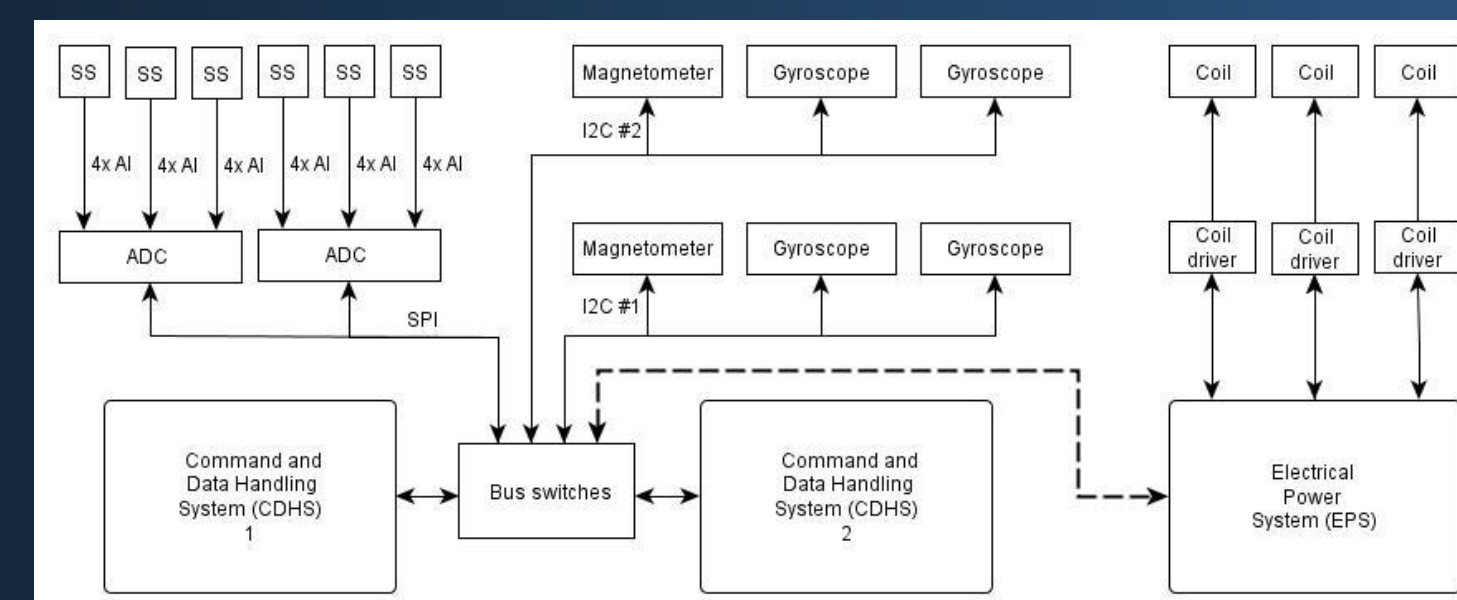 SS SS SS SS SS SS
Magnetometer Gyroscope Gyroscope
Coil Coil Coil
I2C #2
4x AI 4x AI 4x AI 4x AI 4x AI 4x AI
ADC ADC
Magnetometer Gyroscope Gyroscope
Coil
driver
Coil
driver
Coil
driver
I2C #1
SPI
Command and
Data Handling
System (CDHS)
1
Bus switches
Command and
Data Handling
System (CDHS)
2
Electrical
Power
System (EPS)